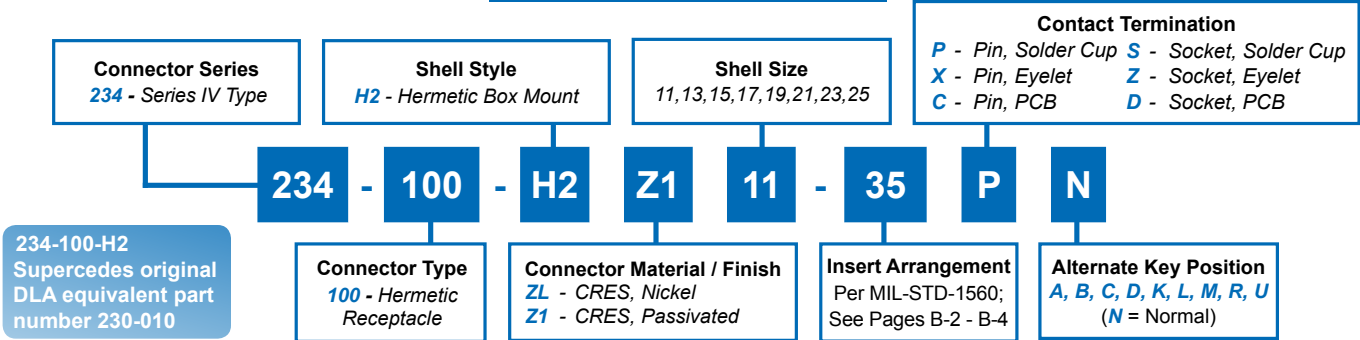 Connector Series
234 - Series IV Type
Shell Style
H2 - Hermetic Box Mount
Shell Size
11,13,15,17,19,21,23,25
Contact Termination
P - Pin, Solder Cup S - Socket, Solder Cup
X - Pin, Eyelet Z - Socket, Eyelet
C - Pin, PCB D - Socket, PCB
234 - 100 - H2 Z1 11 - 35 P N
234-100-H2
Supercedes original
DLA equivalent part
number 230-010
Connector Type
100 - Hermetic
Receptacle
Connector Material / Finish
ZL - CRES, Nickel
Z1 - CRES, Passivated
Insert Arrangement
Per MIL-STD-1560;
See Pages B-2 - B-4
Alternate Key Position
A, B, C, D, K, L, M, R, U
(N = Normal)